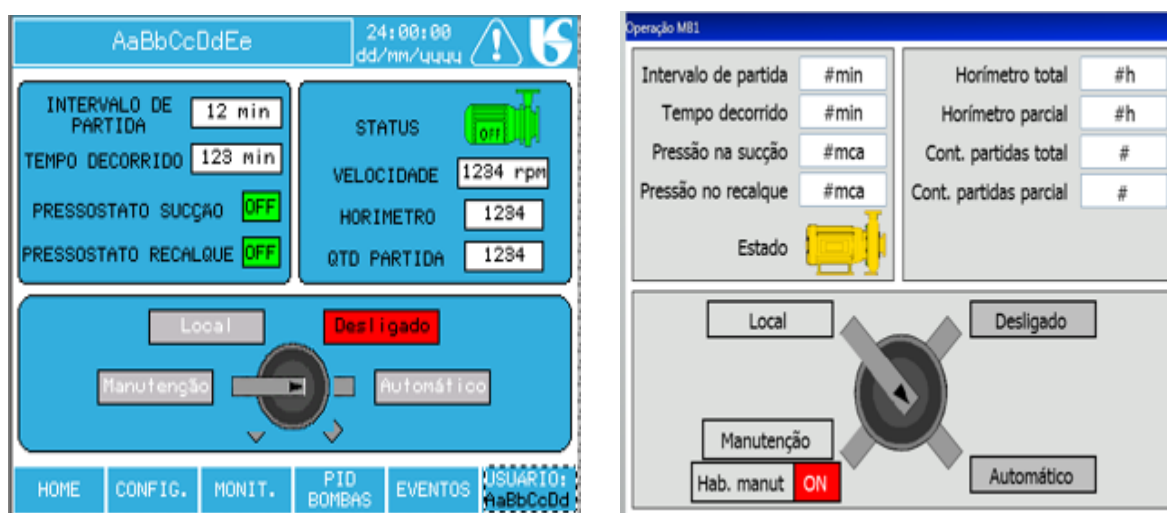 AaBbCcDdEe
24:00:00
dd/mm/yyyy
INTERVALO DE
PARTIDA
12 min
TEMPO DECORRIDO
123 min
PRESSOSTATO SUCÇÃO
OFF
PRESSOSTATO RECALQUE
OFF
STATUS
OFF
VELOCIDADE
1234 rpm
HORIMETRO
1234
QTD PARTIDA
1234
Local
Desligado
Manutenção
Automático
HOME
CONFIG.
MONIT.
PID
BOMBAS
EVENTOS
USUARIO:
AaBbCcDd
Operação MB1
Intervalo de partida
#min
Tempo decorrido
#min
Pressão na sucção
#mca
Pressão no recalque
#mca
Estado
Horímetro total
#h
Horímetro parcial
#h
Cont. partidas total
#
Cont. partidas parcial
#
Local
Desligado
Manutenção
Hab. manut
ON
Automático